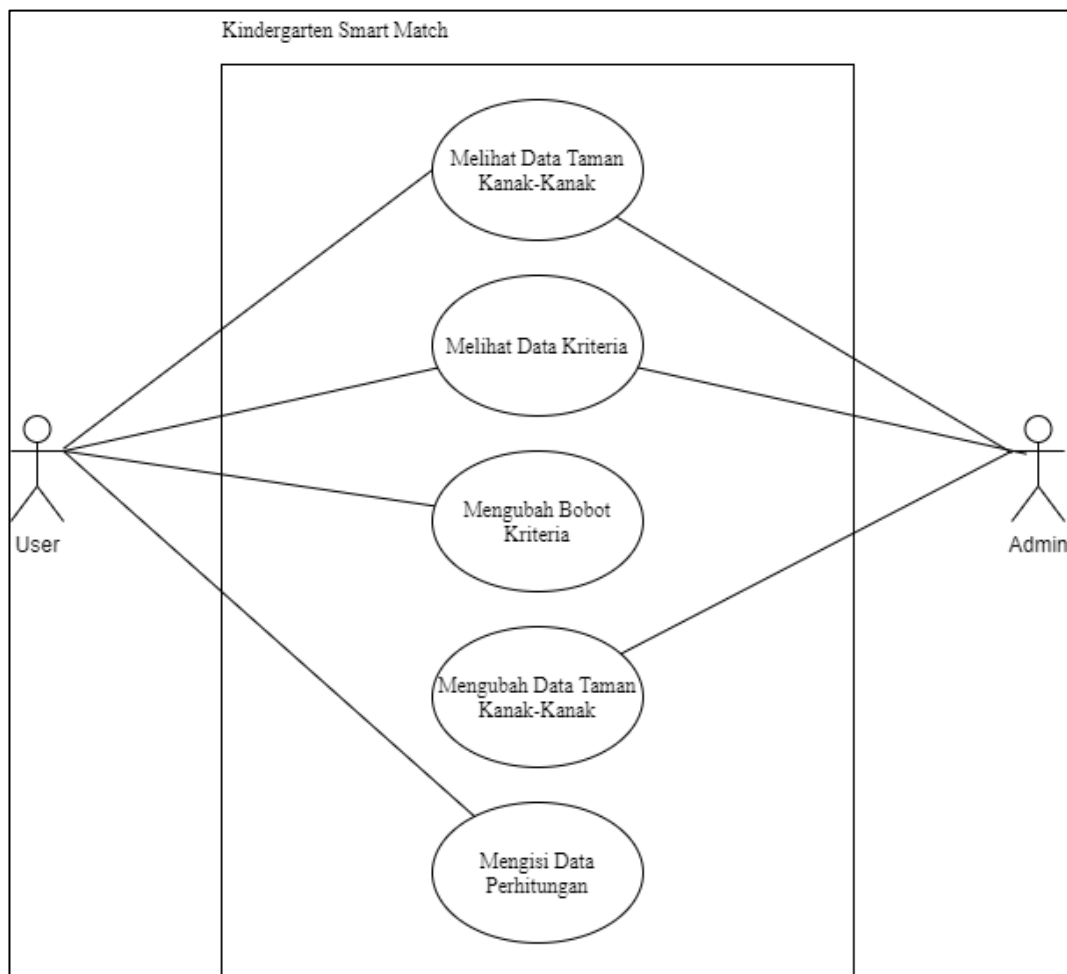 Kindergarten Smart Match
Melihat Data Taman
Kanak-Kanak
Melihat Data Kriteria
Mengubah Bobot
Kriteria
User
Admin
Mengubah Data Taman
Kanak-Kanak
Mengisi Data
Perhitungan